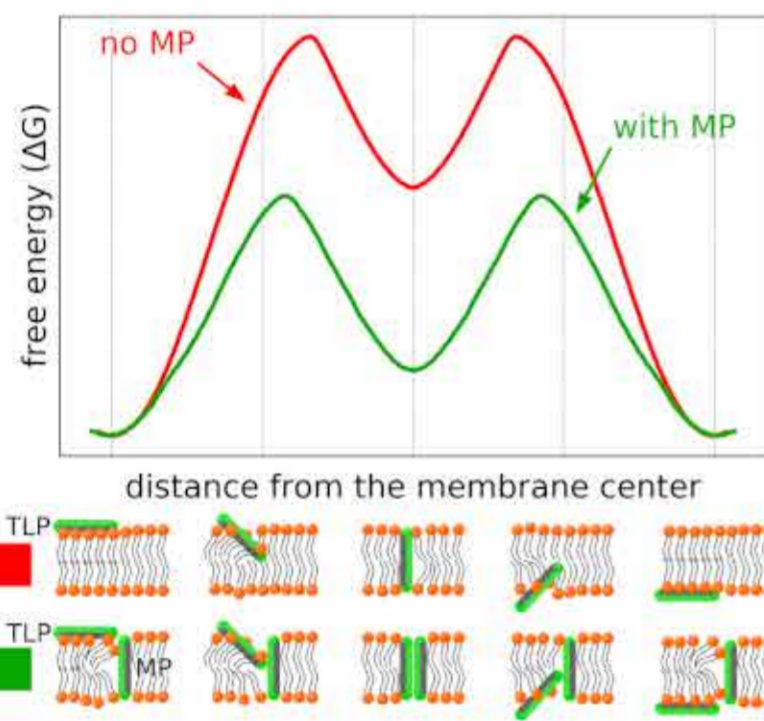 no MP
with MP
free energy (ΔG)
distance from the membrane center
TLP
TLP
MP